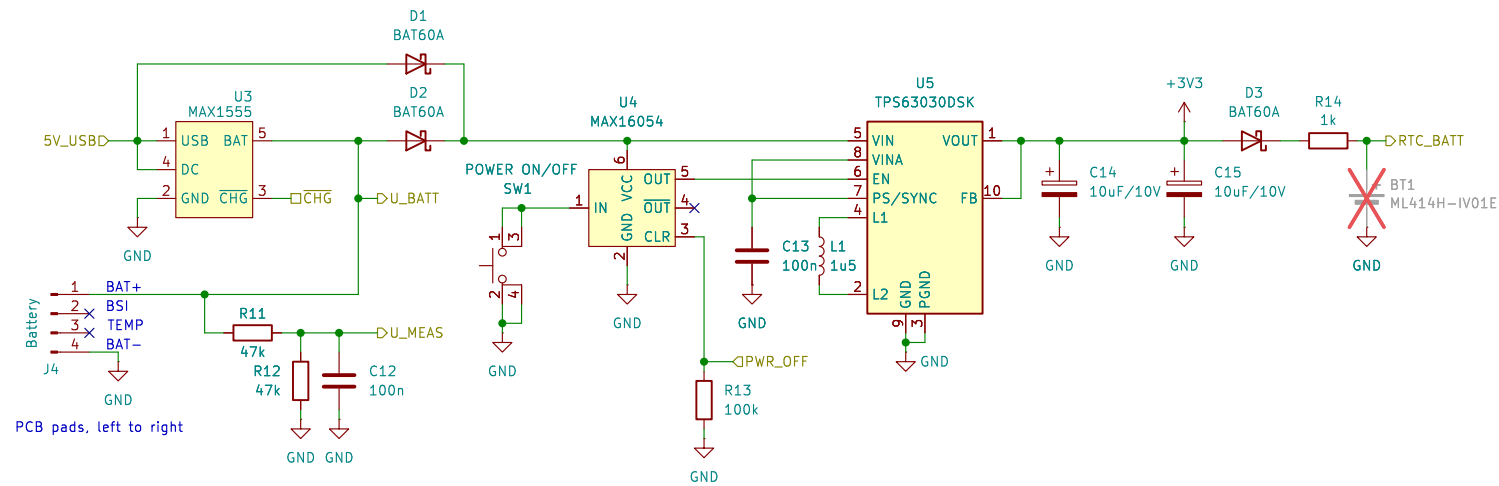 D1
BAT60A
5V_USB
U3
MAX1555
1 USB BAT 5
4 DC
2 GND CHG 3
CHG
GND
D2
BAT60A
U_BATT
Battery
J4
1 BAT+
2 BSI
3 TEMP
4 BAT-
GND
PCB pads, left to right
R11
47k
U_MEAS
R12
47k
C12
100n
GND GND
POWER ON/OFF
SW1
1 3
2 4
GND
U4
MAX16054
6 VCC
1 IN
OUT 5
OUT 4
CLR 3
GND 2
GND
PWR_OFF
R13
100k
GND
C13
100n
GND
L1
1u5
U5
TPS63030DSK
5 VIN VOUT 1
8 VINA
6 EN
7 PS/SYNC FB 10
4 L1
2 L2
GND PGND
9 3
GND
+
C14
10uF/10V
GND
+3V3
+
C15
10uF/10V
GND
D3
BAT60A
R14
1k
RTC_BATT
+
BT1
ML414H-IV01E
GND